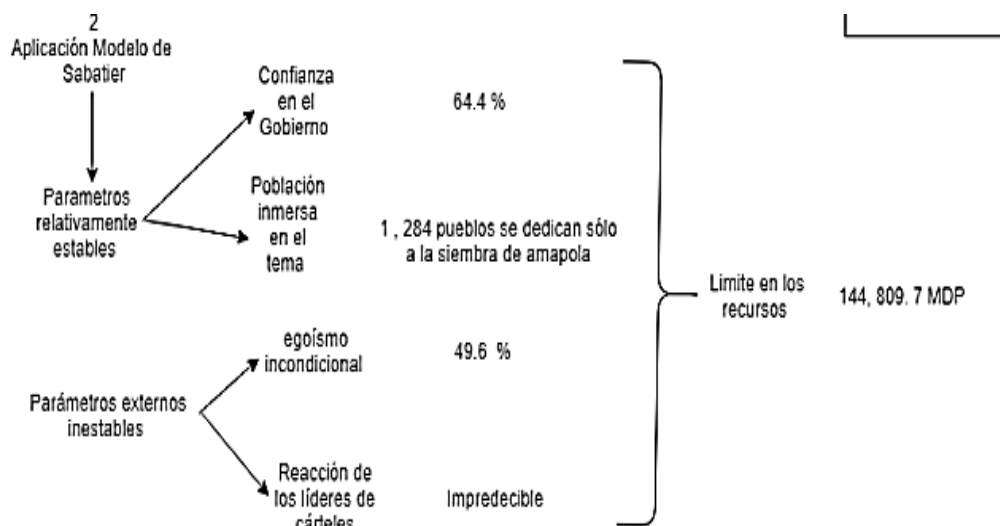 2
Aplicación Modelo de
Sabatier
Confianza
en el
Gobierno
64.4 %
Parametros
relativamente
estables
Población
inmersa
en el
tema
1 , 284 pueblos se dedican sólo
a la siembra de amapola
Limite en los
recursos
144, 809. 7 MDP
egoísmo
incondicional
49.6 %
Parámetros externos
inestables
Reacción de
los líderes de
cárteles
Impredecible